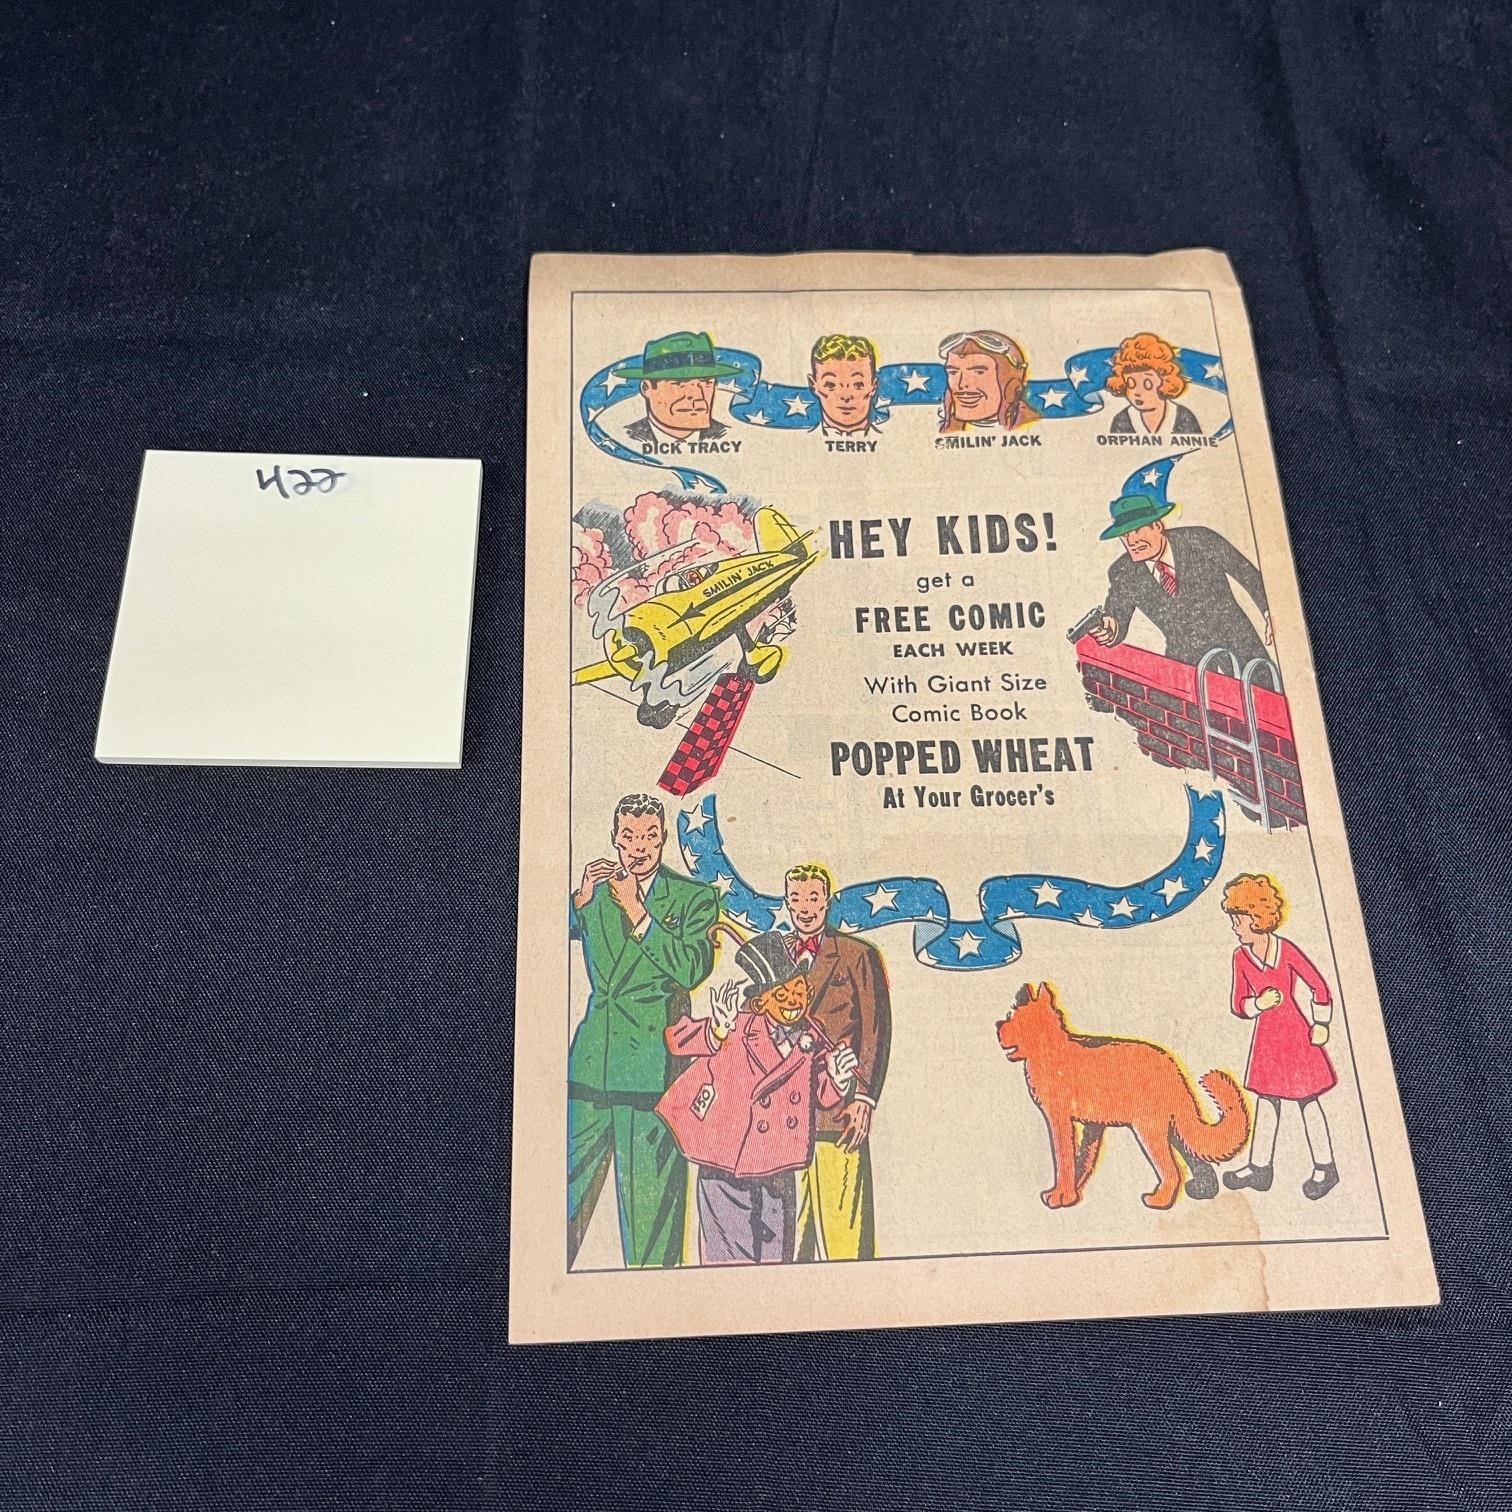 422
DICK TRACY
TERRY
SMILIN' JACK
ORPHAN ANNIE
SMILIN' JACK
HEY KIDS!
get a
FREE COMIC
EACH WEEK
With Giant Size
Comic Book
POPPED WHEAT
At Your Grocer's
$50